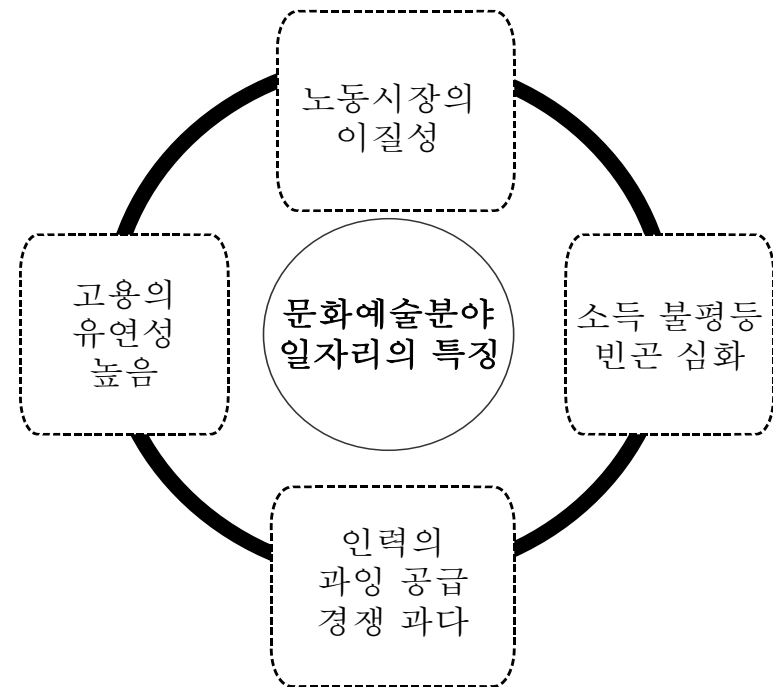 노동시장의
이질성
고용의
유연성
높음
문화예술분야
일자리의 특징
소득 불평등
빈곤 심화
인력의
과잉 공급
경쟁 과다